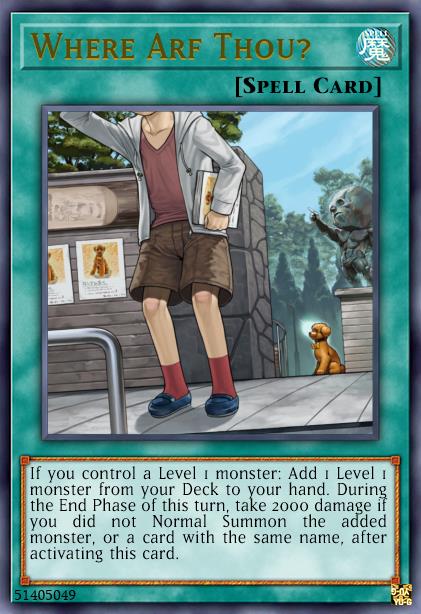 WHERE ARF THOU?
魔
[SPELL CARD]
If you control a Level 1 monster: Add 1 Level 1
monster from your Deck to your hand. During
the End Phase of this turn, take 2000 damage if
you did not Normal Summon the added
monster, or a card with the same name, after
activating this card.
51405049